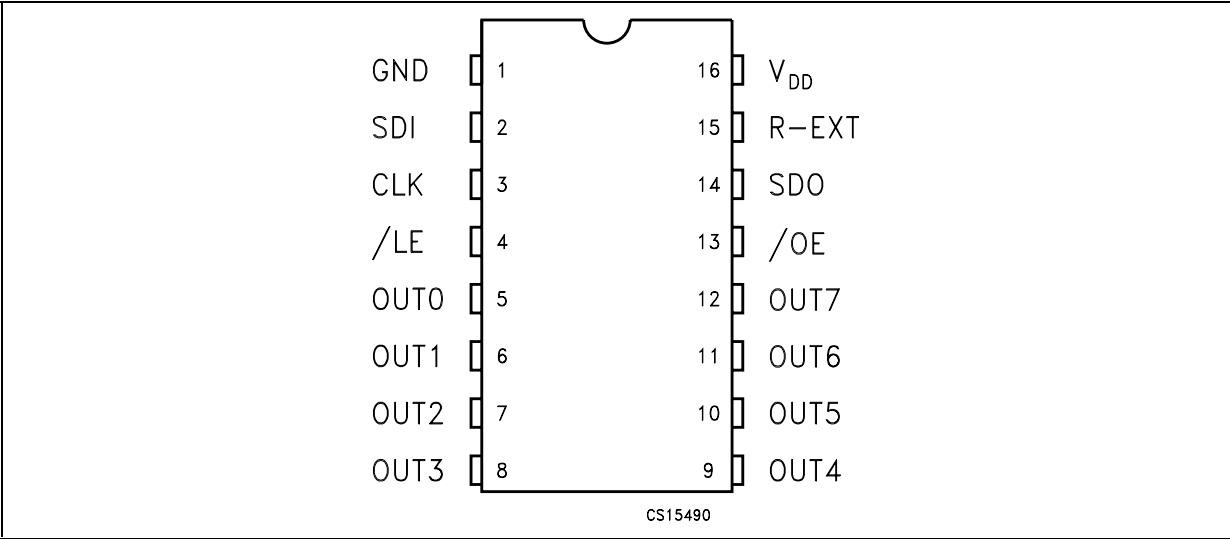 GND 1 16 VDD
SDI 2 15 R-EXT
CLK 3 14 SDO
/LE 4 13 /OE
OUT0 5 12 OUT7
OUT1 6 11 OUT6
OUT2 7 10 OUT5
OUT3 8 9 OUT4
CS15490